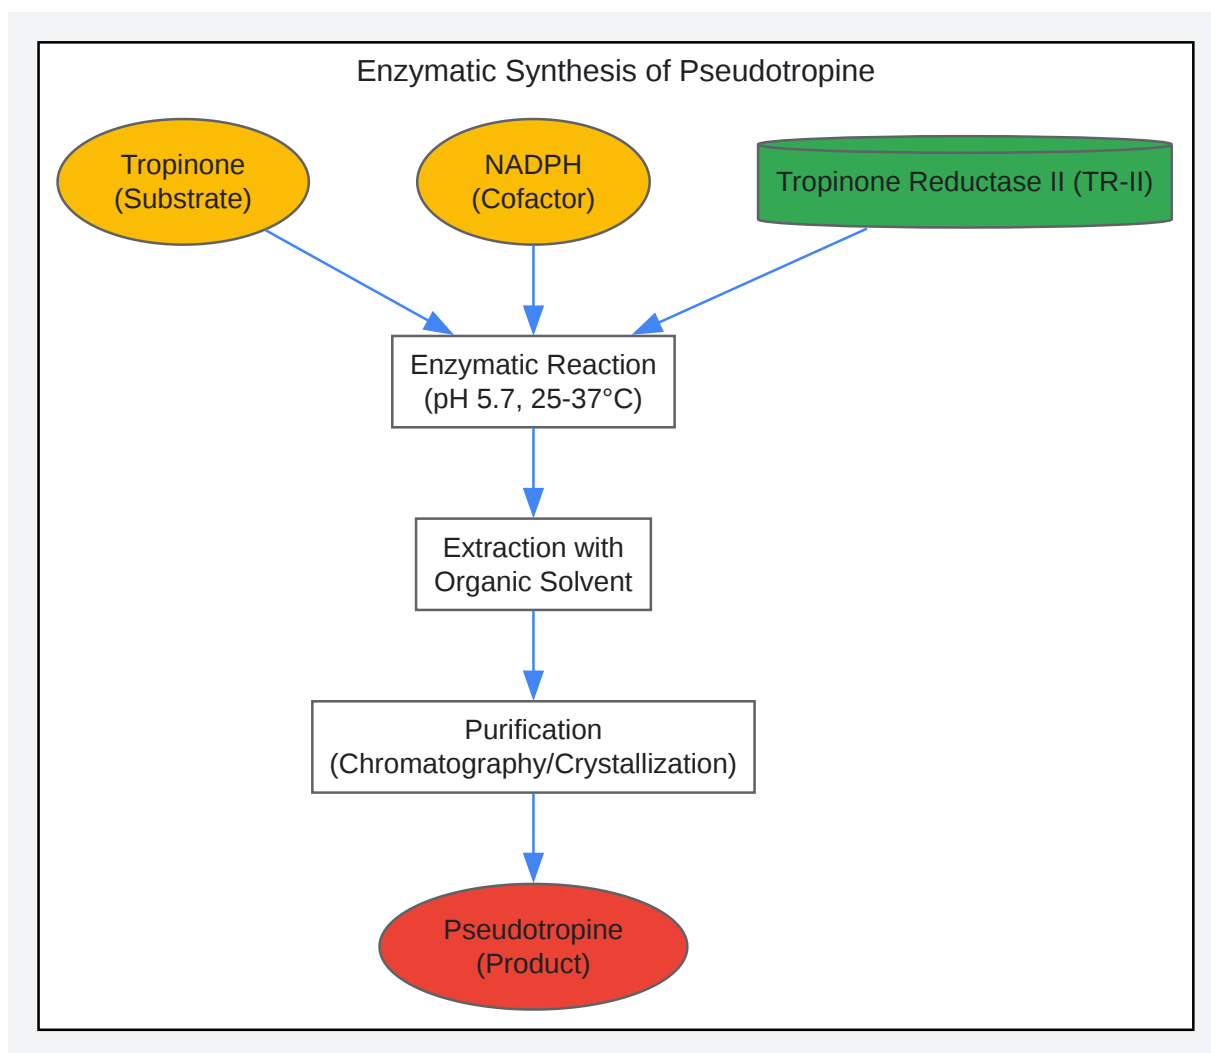 Enzymatic Synthesis of Pseudotropine
Tropinone
(Substrate)
NADPH
(Cofactor)
Tropinone Reductase II (TR-II)
Enzymatic Reaction
(pH 5.7, 25-37°C)
Extraction with
Organic Solvent
Purification
(Chromatography/Crystallization)
Pseudotropine
(Product)